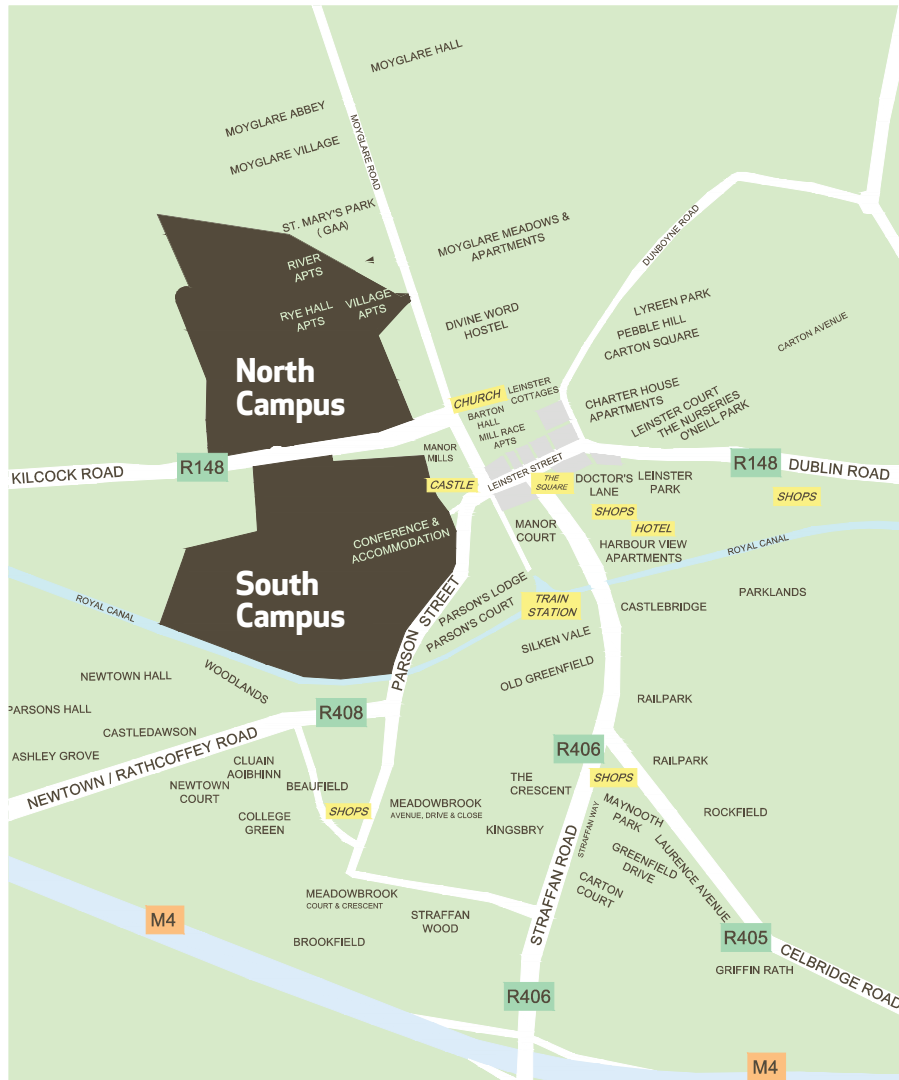 MOYGLARE HALL
MOYGLARE ABBEY
MOYGLARE VILLAGE
MOYGLARE ROAD
ST. MARY'S PARK
( GAA)
RIVER
APTS
MOYGLARE MEADOWS &
APARTMENTS
DUNBOYNE ROAD
RYE HALL
APTS
VILLAGE
APTS
DIVINE WORD
HOSTEL
LYREEN PARK
PEBBLE HILL
CARTON SQUARE
CARTON AVENUE
North
Campus
CHURCH
LEINSTER
COTTAGES
BARTON
HALL
MILL RACE
APTS
CHARTER HOUSE
APARTMENTS
LEINSTER COURT
THE NURSERIES
O'NEILL PARK
KILCOCK ROAD
R148
MANOR
MILLS
CASTLE
LEINSTER STREET
THE
SQUARE
DOCTOR'S
LANE
LEINSTER
PARK
R148
DUBLIN ROAD
SHOPS
SHOPS
HOTEL
CONFERENCE &
ACCOMMODATION
MANOR
COURT
HARBOUR VIEW
APARTMENTS
ROYAL CANAL
South
Campus
ROYAL CANAL
PARSON STREET
PARSON'S LODGE
PARSON'S COURT
TRAIN
STATION
CASTLEBRIDGE
PARKLANDS
SILKEN VALE
OLD GREENFIELD
NEWTOWN HALL
WOODLANDS
PARSONS HALL
R408
RAILPARK
CASTLEDAWSON
ASHLEY GROVE
NEWTOWN / RATHCOFFEY ROAD
CLUAIN
AOIBHINN
NEWTOWN
COURT
BEAUFIELD
COLLEGE
GREEN
SHOPS
MEADOWBROOK
AVENUE, DRIVE & CLOSE
R406
RAILPARK
THE
CRESCENT
SHOPS
KINGSBRY
STRAFFAN WAY
MAYNOOTH
PARK
ROCKFIELD
GREENFIELD
DRIVE
LAURENCE AVENUE
CARTON
COURT
STRAFFAN ROAD
MEADOWBROOK
COURT & CRESCENT
STRAFFAN
WOOD
M4
BROOKFIELD
R405
CELBRIDGE ROAD
GRIFFIN RATH
R406
M4